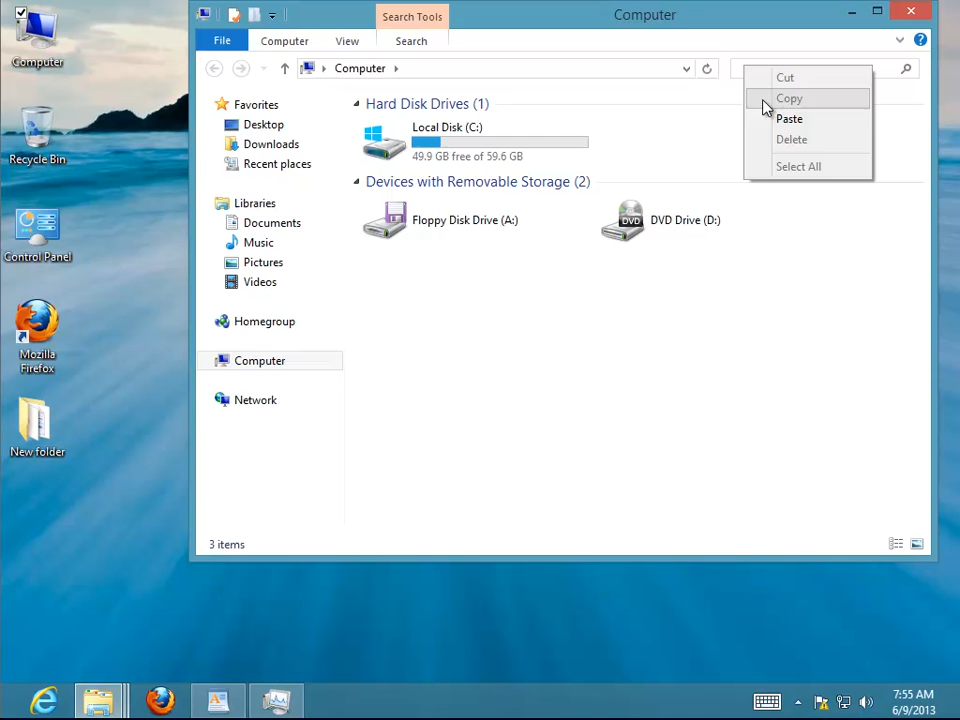 Computer
Recycle Bin
Control Panel
Mozilla
Firefox
New folder
Search Tools
Computer
File
Computer
View
Search
Computer
Favorites
Desktop
Downloads
Recent places
Libraries
Documents
Music
Pictures
Videos
Homegroup
Computer
Network
Hard Disk Drives (1)
Local Disk (C:)
49.9 GB free of 59.6 GB
Devices with Removable Storage (2)
Floppy Disk Drive (A:)
DVD
DVD Drive (D:)
Cut
Copy
Paste
Delete
Select All
3 items
7:55 AM
6/9/2013